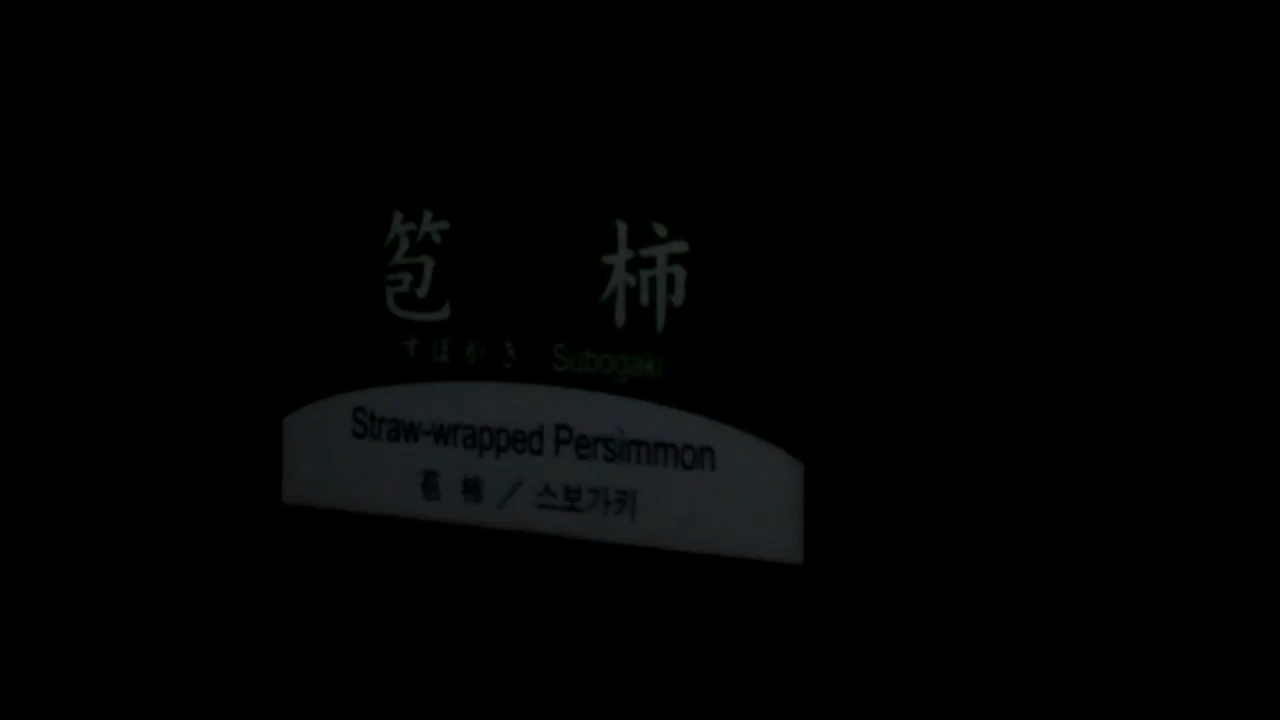 笣 柿
すぼがき Subogaki
Straw-wrapped Persimmon
苞 柿 / 스보가키